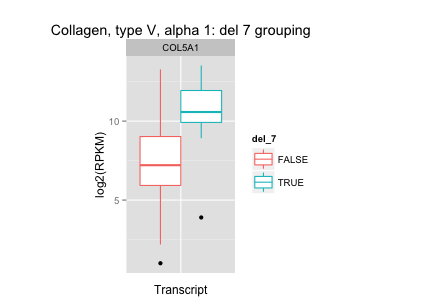 Collagen, type V, alpha 1: del 7 grouping
COL5A1
10
5
log2(RPKM)
Transcript
del_7
FALSE
TRUE